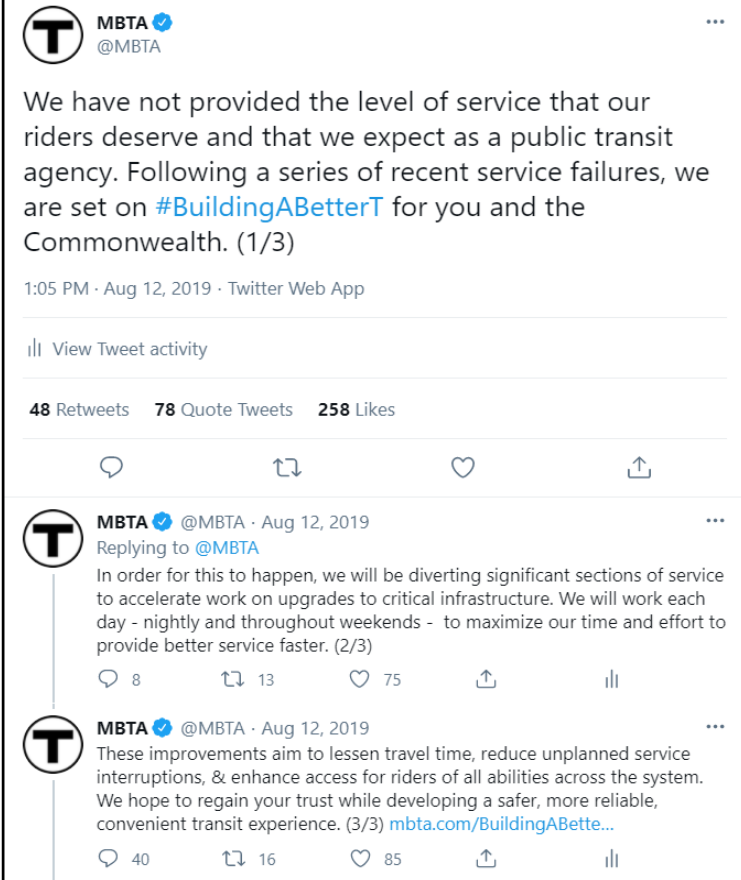 MBTA
@MBTA
We have not provided the level of service that our
riders deserve and that we expect as a public transit
agency. Following a series of recent service failures, we
are set on #BuildingABetterT for you and the
Commonwealth. (1/3)
1:05 PM · Aug 12, 2019 · Twitter Web App
View Tweet activity
48 Retweets 78 Quote Tweets 258 Likes
MBTA @MBTA · Aug 12, 2019
Replying to @MBTA
In order for this to happen, we will be diverting significant sections of service
to accelerate work on upgrades to critical infrastructure. We will work each
day - nightly and throughout weekends - to maximize our time and effort to
provide better service faster. (2/3)
8 13 75
MBTA @MBTA · Aug 12, 2019
These improvements aim to lessen travel time, reduce unplanned service
interruptions, & enhance access for riders of all abilities across the system.
We hope to regain your trust while developing a safer, more reliable,
convenient transit experience. (3/3) mbta.com/BuildingABette...
40 16 85